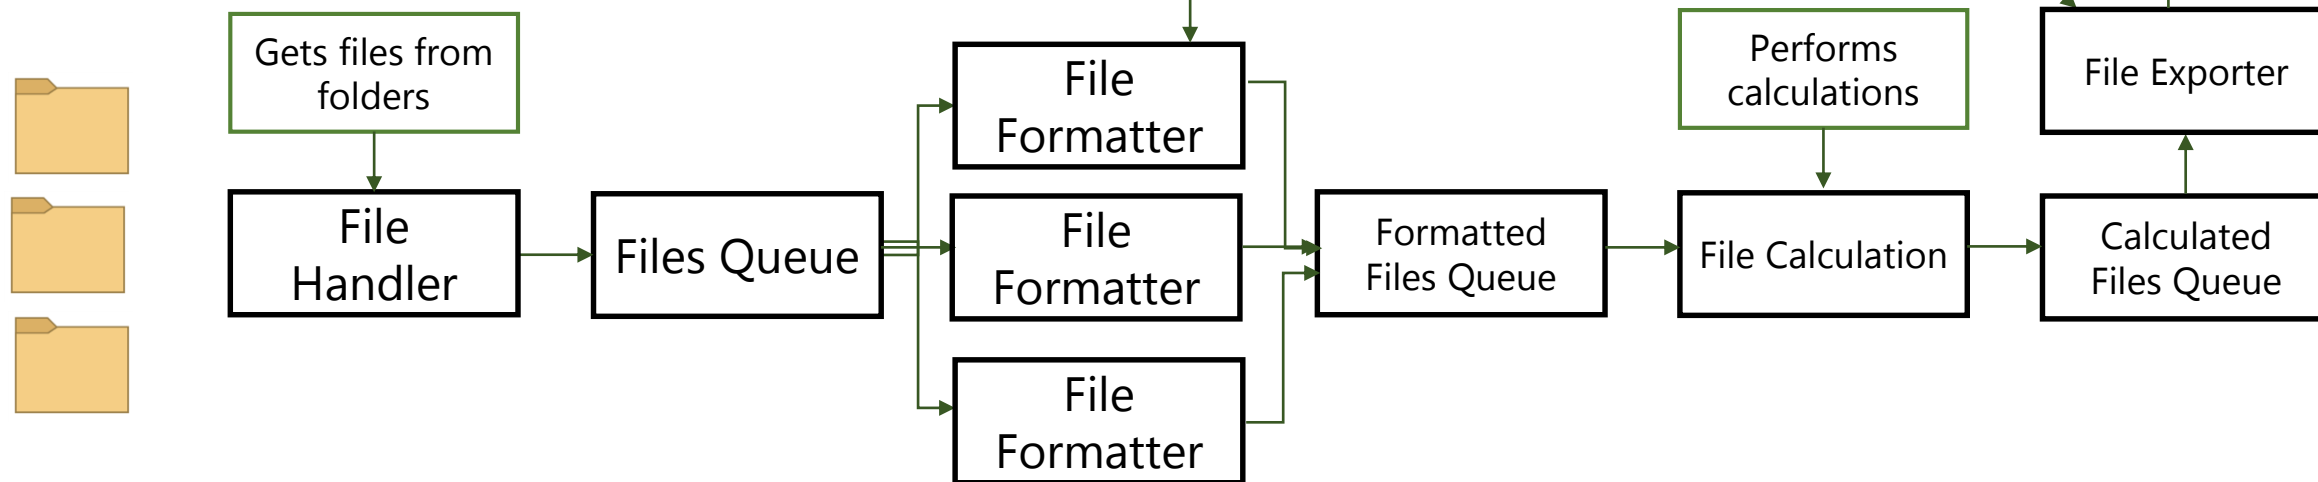 Gets files from
folders
File
Handler
Files Queue
File
Formatter
File
Formatter
File
Formatter
Formatted
Files Queue
Performs
calculations
File Calculation
File Exporter
Calculated
Files Queue